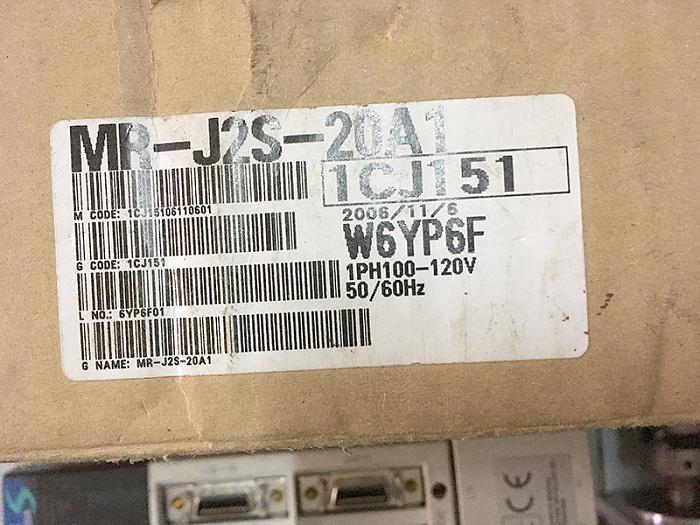 MR-J2S-20A1
1CJ151
M CODE: 1CJ15106110601
2006/11/6
W6YP6F
G CODE: 1CJ151
1PH100-120V
50/60Hz
L NO.: 6YP6F01
G NAME: MR-J2S-20A1
CE